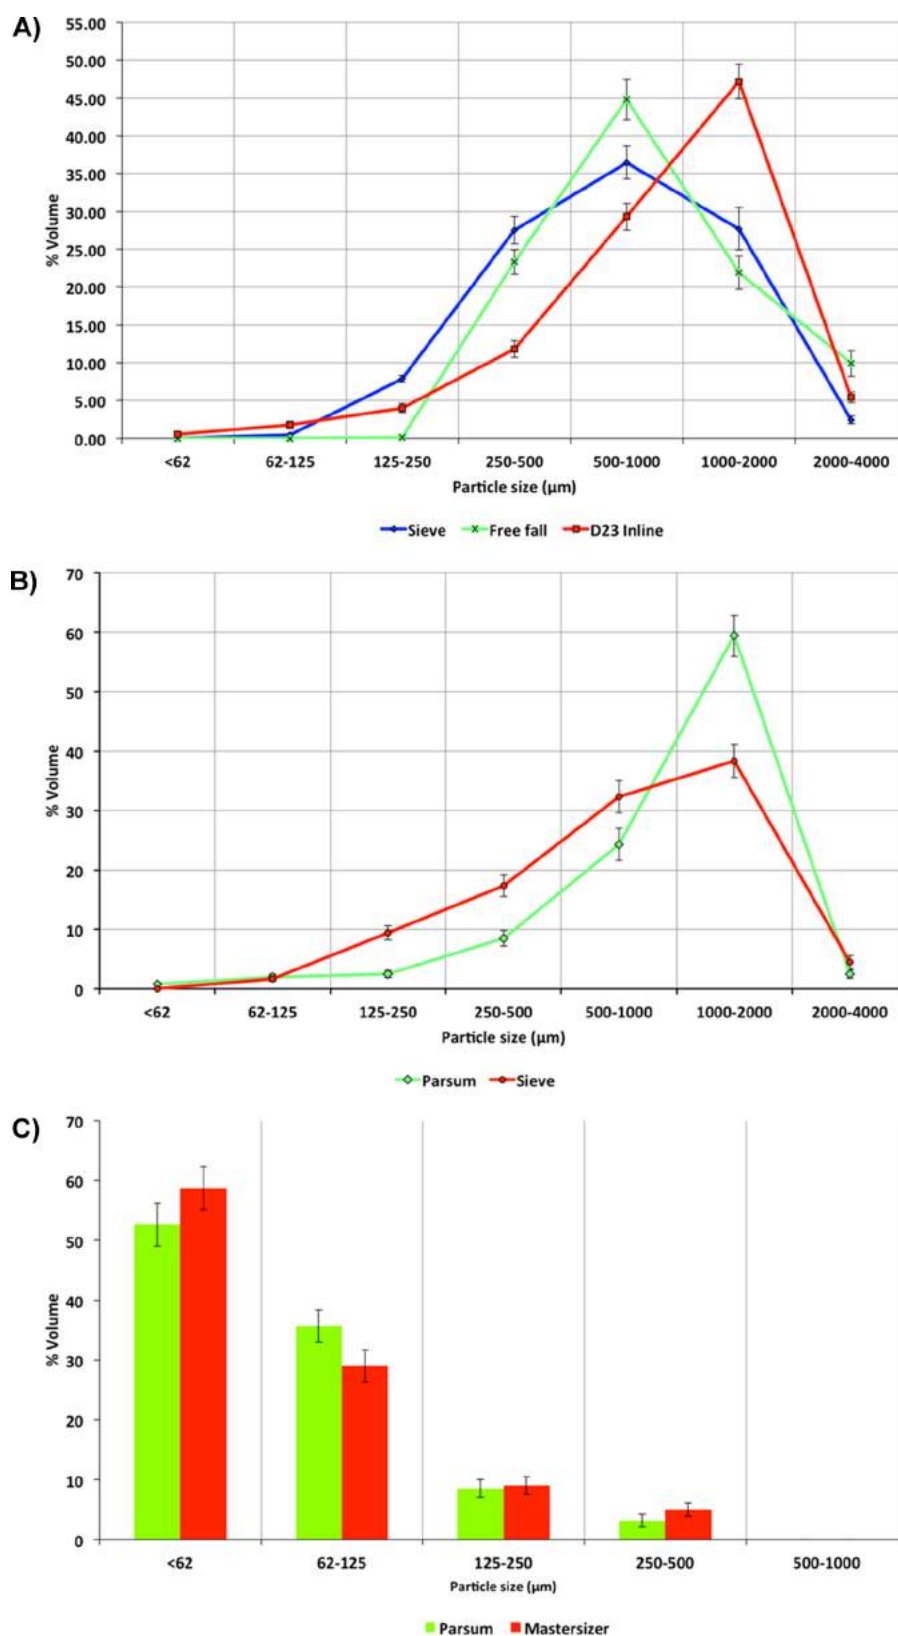 A)
55.00
50.00
45.00
40.00
35.00
30.00
25.00
20.00
15.00
10.00
5.00
0.00
% Volume
<62 62-125 125-250 250-500 500-1000 1000-2000 2000-4000
Particle size (μm)
Sieve Free fall D23 Inline
B)
70
60
50
40
30
20
10
0
% Volume
<62 62-125 125-250 250-500 500-1000 1000-2000 2000-4000
Particle size (μm)
Parsum Sieve
C)
70
60
50
40
30
20
10
0
% Volume
<62 62-125 125-250 250-500 500-1000
Particle size (μm)
Parsum Mastersizer